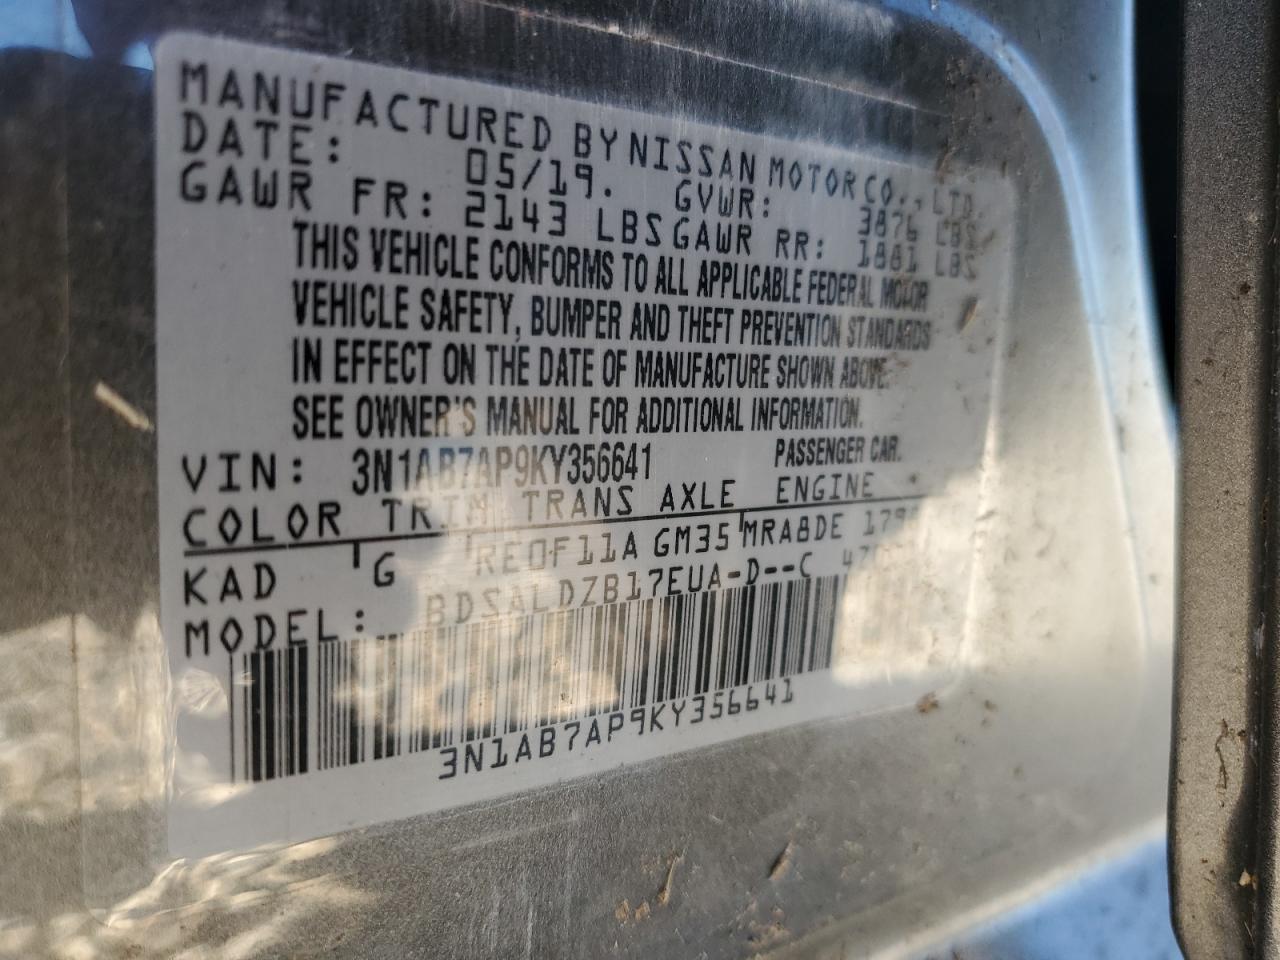 MANUFACTURED BY NISSAN MOTOR CO., LTD.
DATE: 05/19. GVWR: 3876 LBS
GAWR FR: 2143 LBS GAWR RR: 1881 LBS
THIS VEHICLE CONFORMS TO ALL APPLICABLE FEDERAL MOTOR
VEHICLE SAFETY, BUMPER AND THEFT PREVENTION STANDARDS
IN EFFECT ON THE DATE OF MANUFACTURE SHOWN ABOVE.
SEE OWNER'S MANUAL FOR ADDITIONAL INFORMATION.
VIN: 3N1AB7AP9KY356641 PASSENGER CAR.
COLOR TRIM TRANS AXLE ENGINE
KAD G RE0F11A GM35 MRA8DE
MODEL: BDSALDZB17EUA-D--C
3N1AB7AP9KY356641